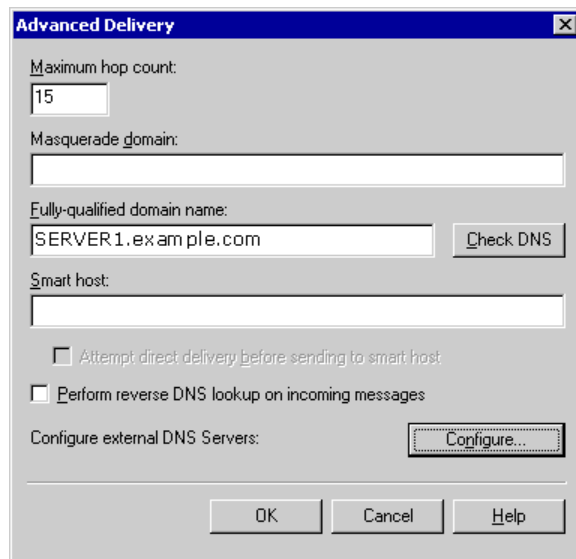 Advanced Delivery
Maximum hop count:
15
Masquerade domain:
Fully-qualified domain name:
SERVER1.example.com
Check DNS
Smart host:
Attempt direct delivery before sending to smart host
Perform reverse DNS lookup on incoming messages
Configure external DNS Servers:
Configure...
OK
Cancel
Help